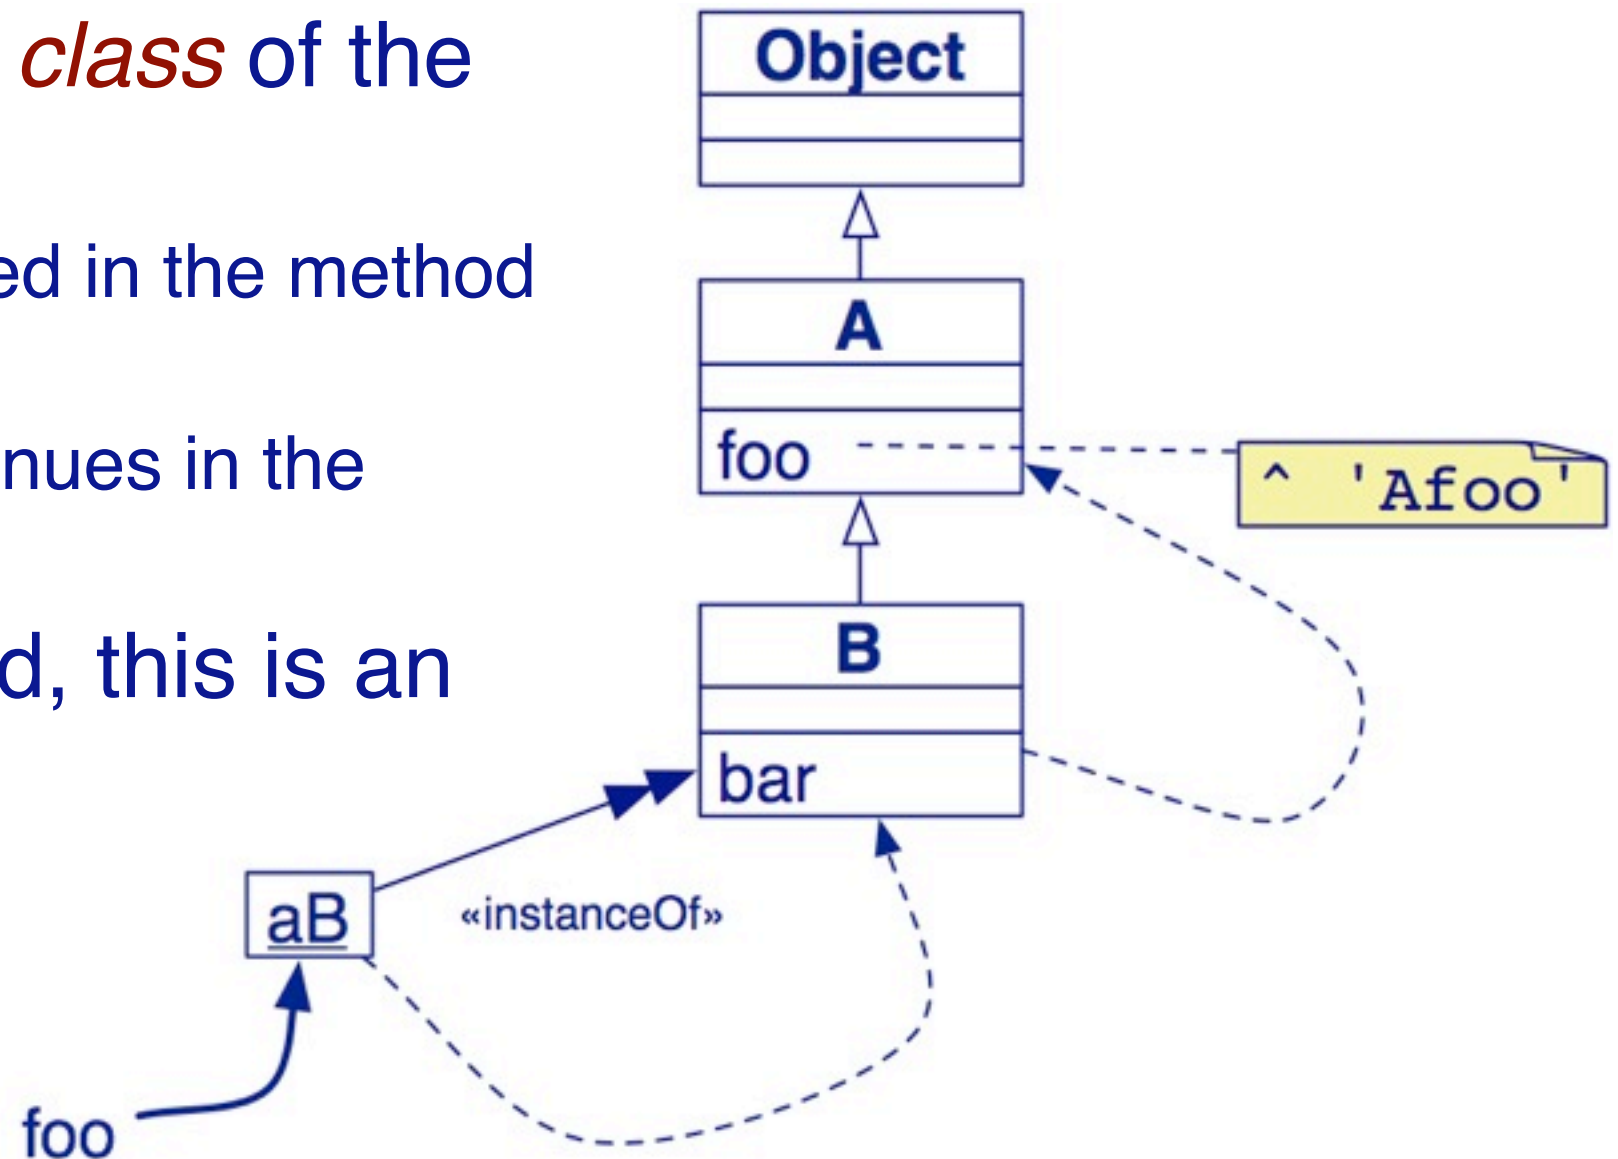 class of the
ed in the method
nues in the
d, this is an
Object
A
foo
^ 'Afoo'
B
bar
aB
«instanceOf»
foo